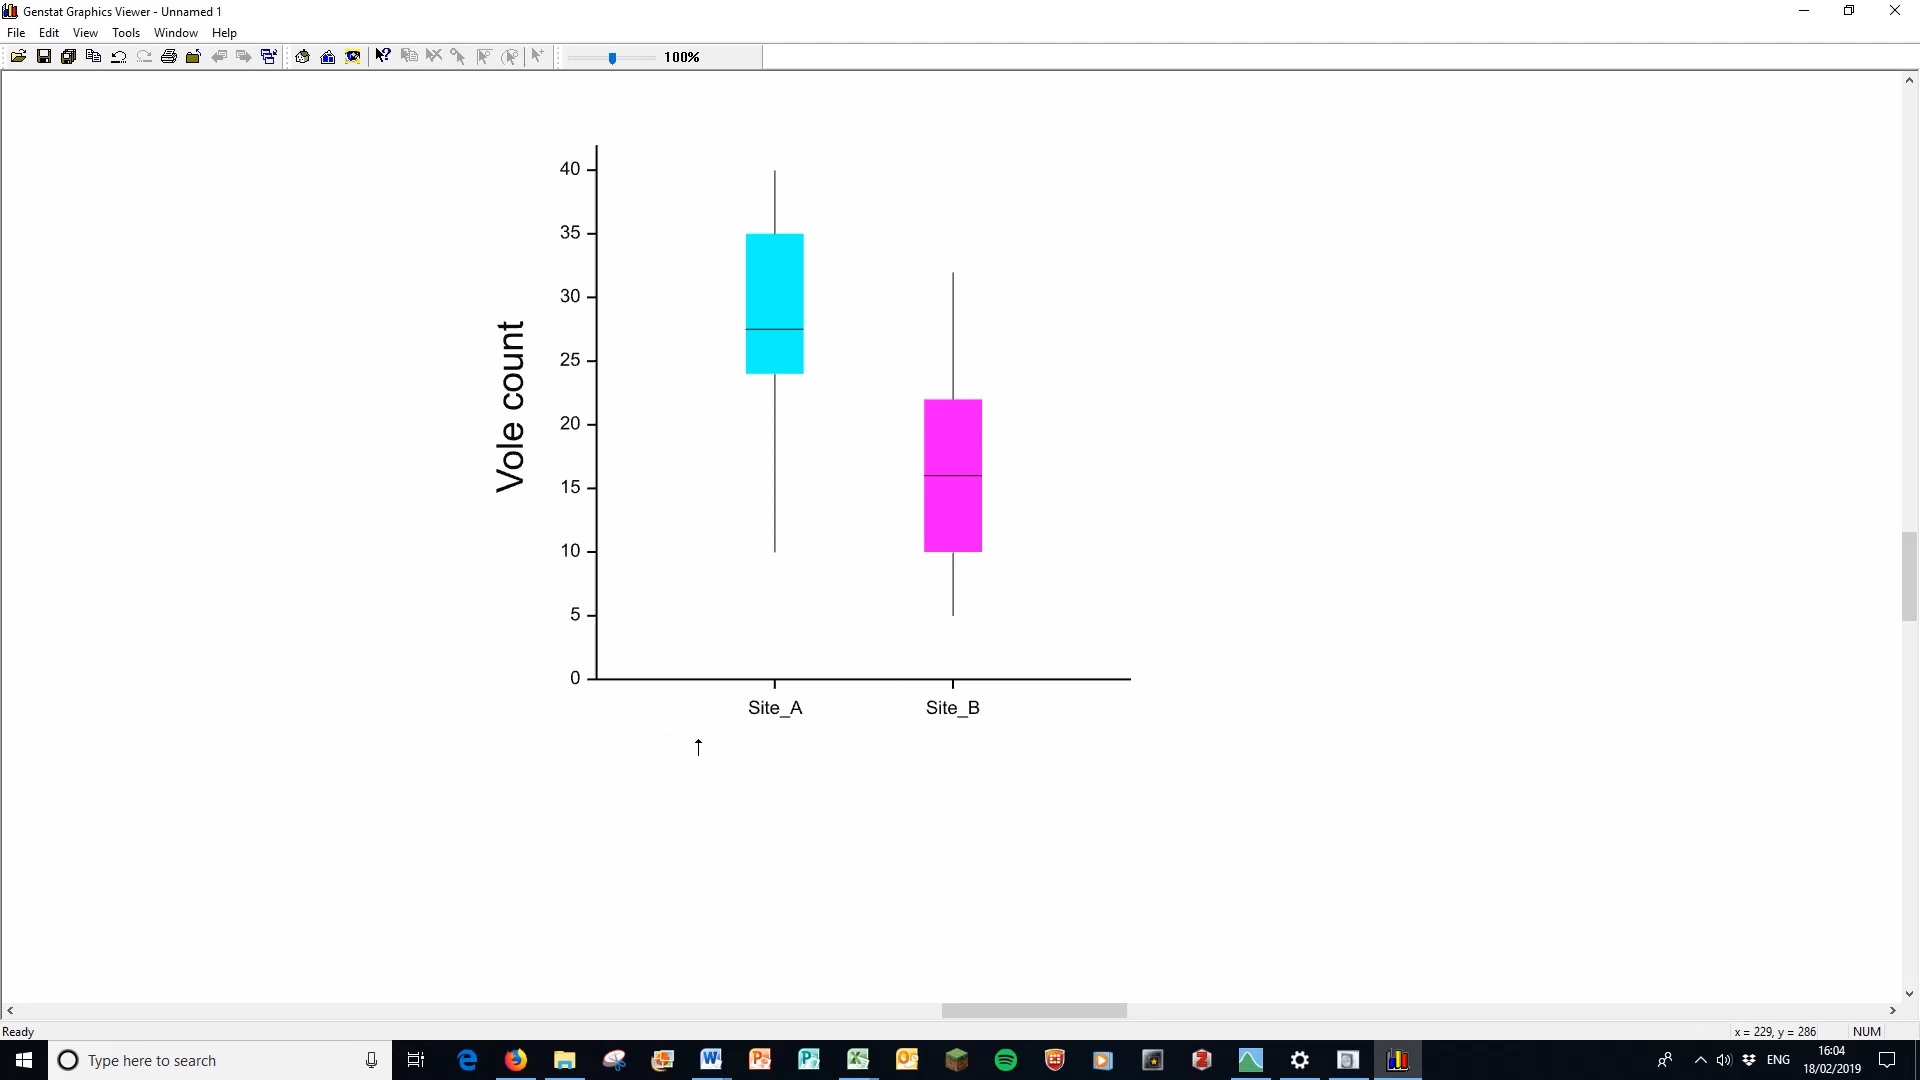 Genstat Graphics Viewer - Unnamed 1
File Edit View Tools Window Help
100%
40
35
30
25
20
15
10
5
0
Vole count
Site_A Site_B
Ready
x = 229, y = 286 NUM
Type here to search
ENG
16:04
18/02/2019